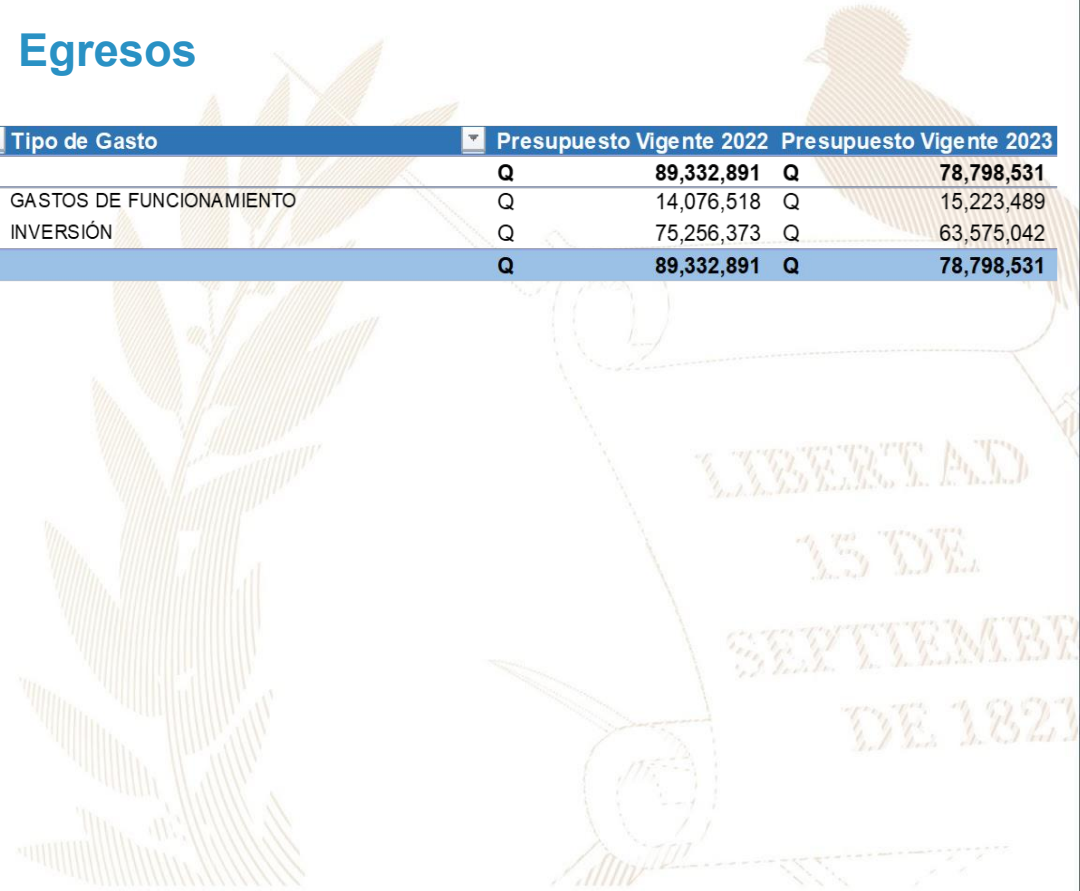 Egresos
Tipo de Gasto Presupuesto Vigente 2022 Presupuesto Vigente 2023
Q 89,332,891 Q 78,798,531
GASTOS DE FUNCIONAMIENTO Q 14,076,518 Q 15,223,489
INVERSIÓN Q 75,256,373 Q 63,575,042
Q 89,332,891 Q 78,798,531
LIBERTAD
15 DE
SEPTIEMB
DE 1821